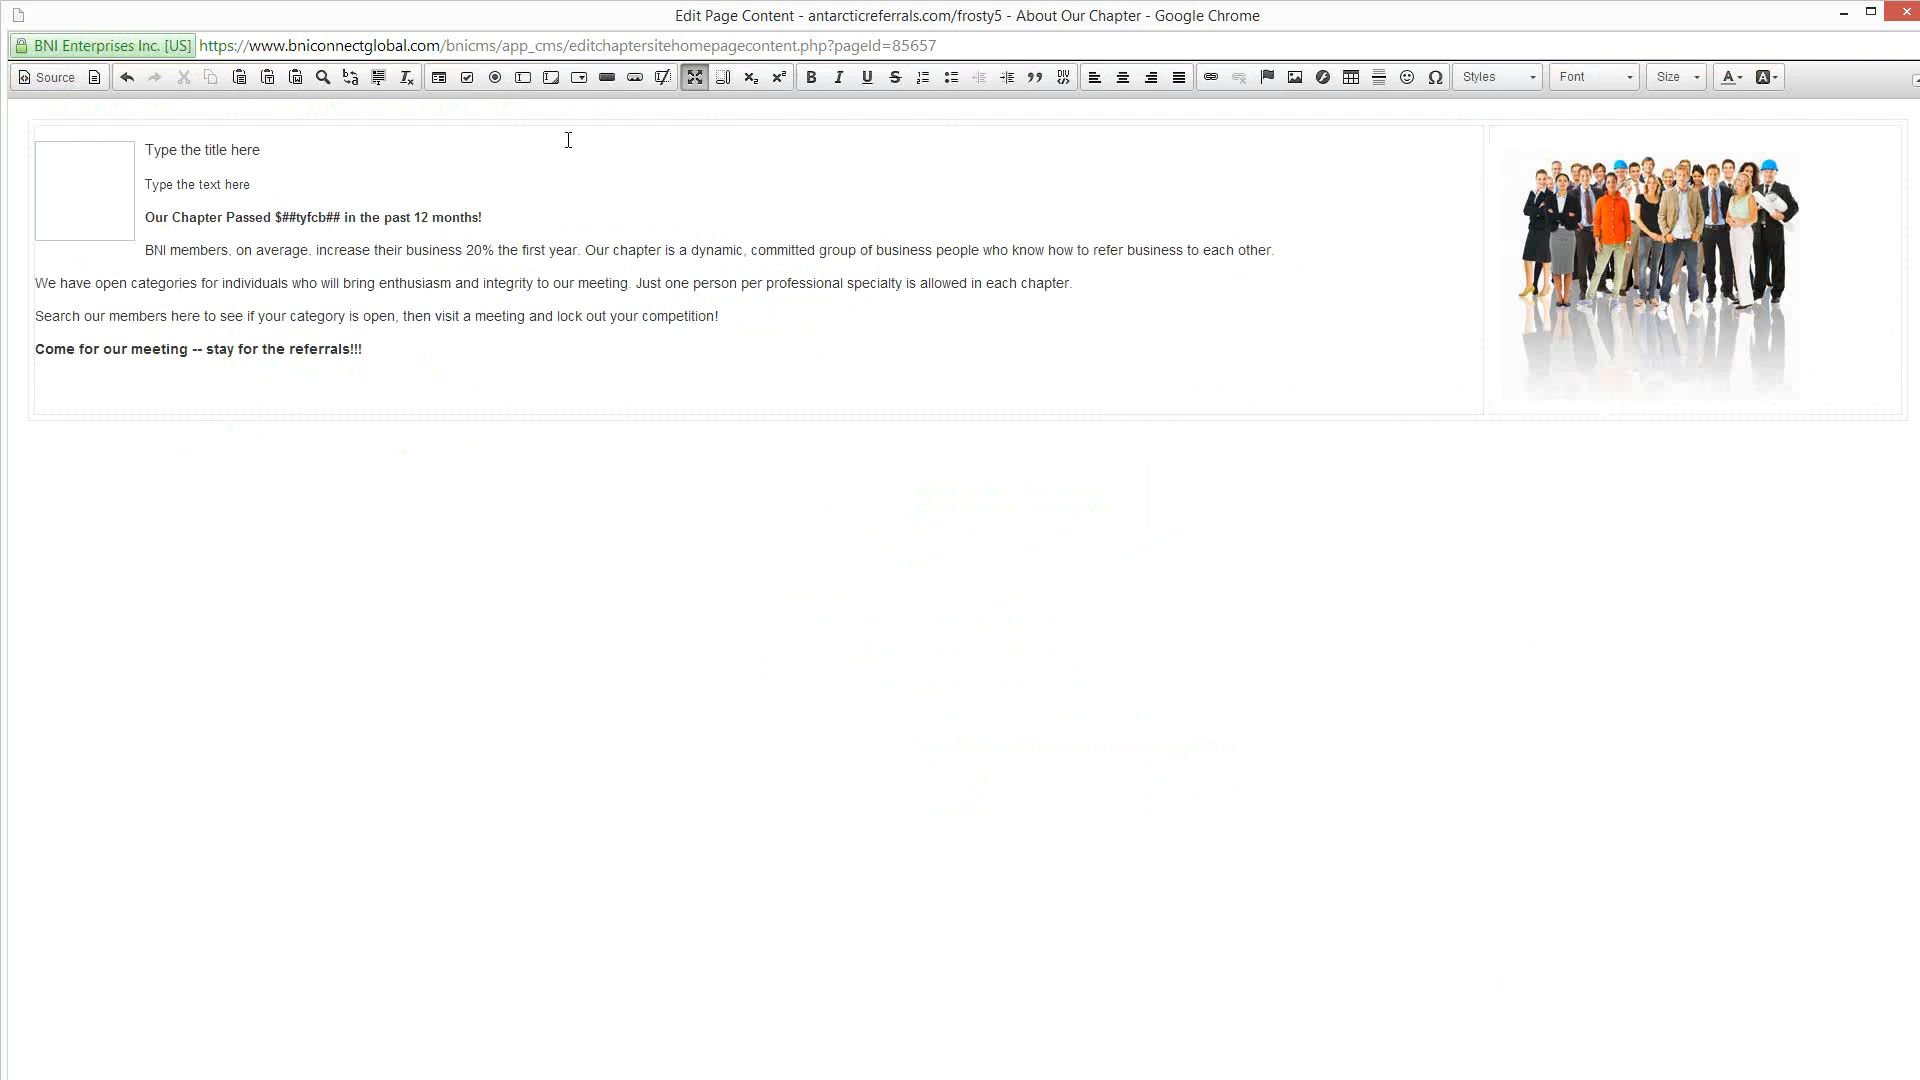 Edit Page Content - antarcticreferrals.com/frosty5 - About Our Chapter - Google Chrome
BNI Enterprises Inc. [US] https://www.bniconnectglobal.com/bnicms/app_cms/editchaptersitehomepagecontent.php?pageId=85657
Source Styles Font Size
Type the title here
Type the text here
Our Chapter Passed $##tyfcb## in the past 12 months!
BNI members, on average, increase their business 20% the first year. Our chapter is a dynamic, committed group of business people who know how to refer business to each other.
We have open categories for individuals who will bring enthusiasm and integrity to our meeting. Just one person per professional specialty is allowed in each chapter.
Search our members here to see if your category is open, then visit a meeting and lock out your competition!
Come for our meeting -- stay for the referrals!!!